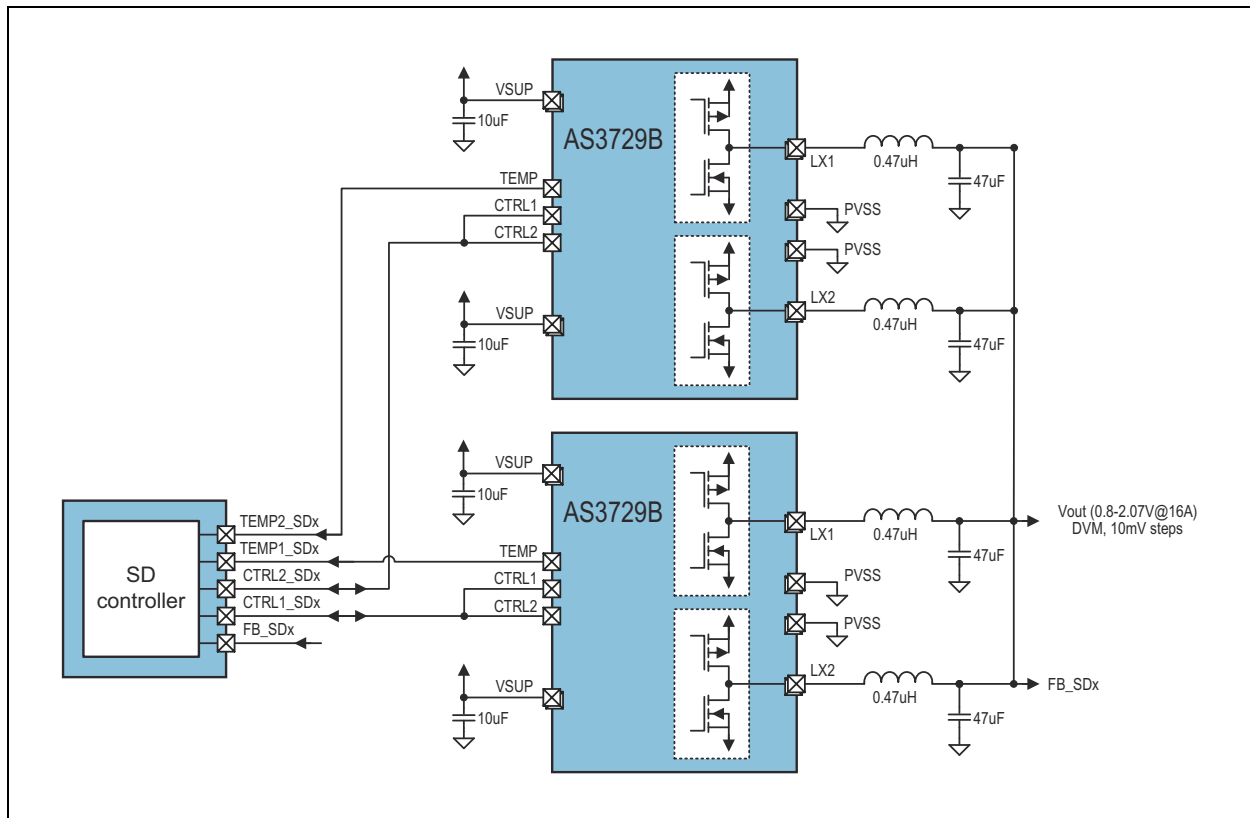 VSUP
10uF
AS3729B
TEMP
CTRL1
CTRL2
VSUP
10uF
LX1
0.47uH
47uF
PVSS
PVSS
LX2
0.47uH
47uF
VSUP
10uF
AS3729B
TEMP
CTRL1
CTRL2
VSUP
10uF
LX1
0.47uH
47uF
PVSS
PVSS
LX2
0.47uH
47uF
Vout (0.8-2.07V@16A)
DVM, 10mV steps
FB_SDx
SD
controller
TEMP2_SDx
TEMP1_SDx
CTRL2_SDx
CTRL1_SDx
FB_SDx